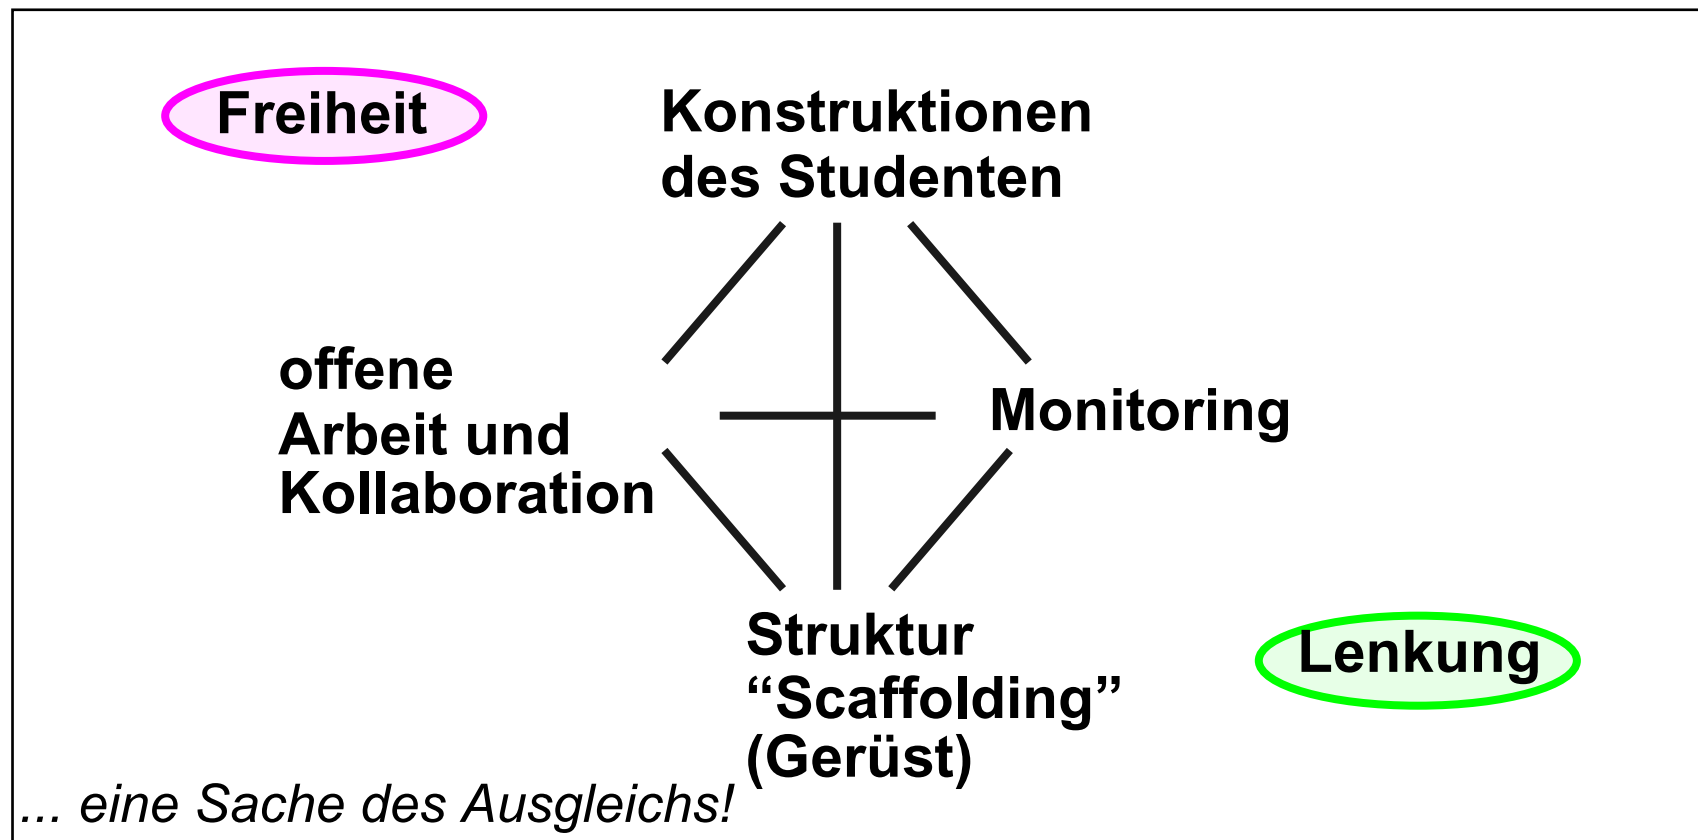 Freiheit
Konstruktionen
des Studenten
offene
Arbeit und
Kollaboration
Monitoring
Struktur
“Scaffolding”
(Gerüst)
Lenkung
... eine Sache des Ausgleichs!